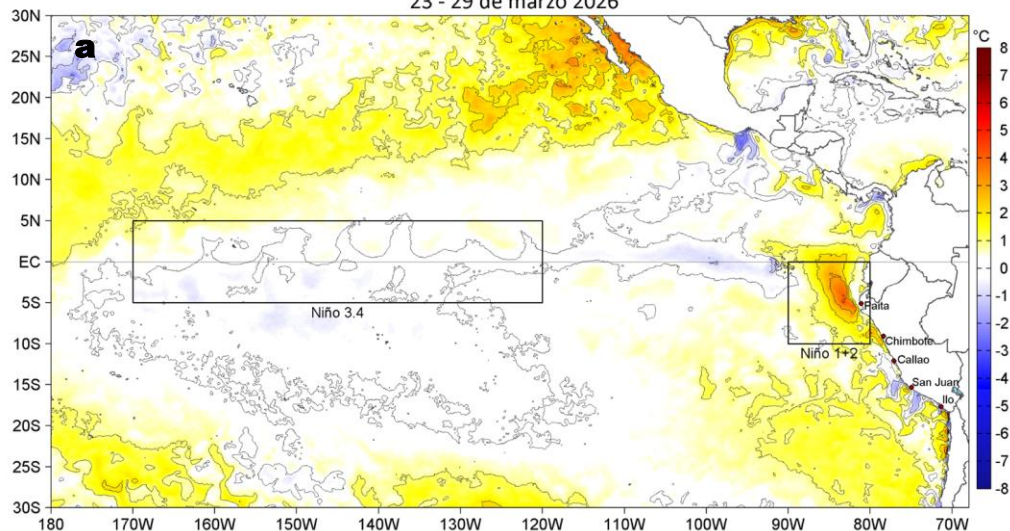 23 - 29 de marzo 2026
a
°C
30N
25N
20N
15N
10N
5N
EC
5S
10S
15S
20S
25S
30S
Niño 3.4
Niño 1+2
Paita
Chimbote
Callao
San Juan
Ilo
8
7
6
5
4
3
2
1
0
-1
-2
-3
-4
-5
-6
-7
-8
180 170W 160W 150W 140W 130W 120W 110W 100W 90W 80W 70W